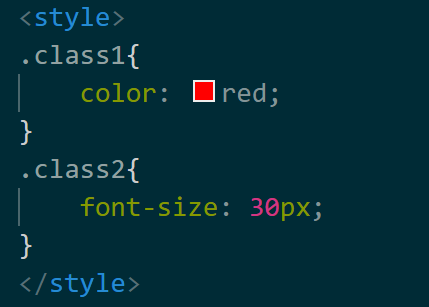 <style>
.class1{
    color: red;
}
.class2{
    font-size: 30px;
}
</style>